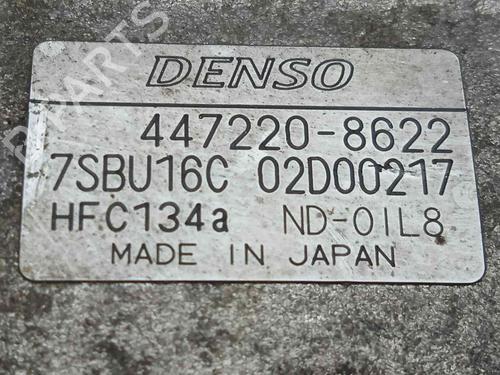 DENSO
447220-8622
7SBU16C 02D00217
HFC134a ND-OIL8
MADE IN JAPAN